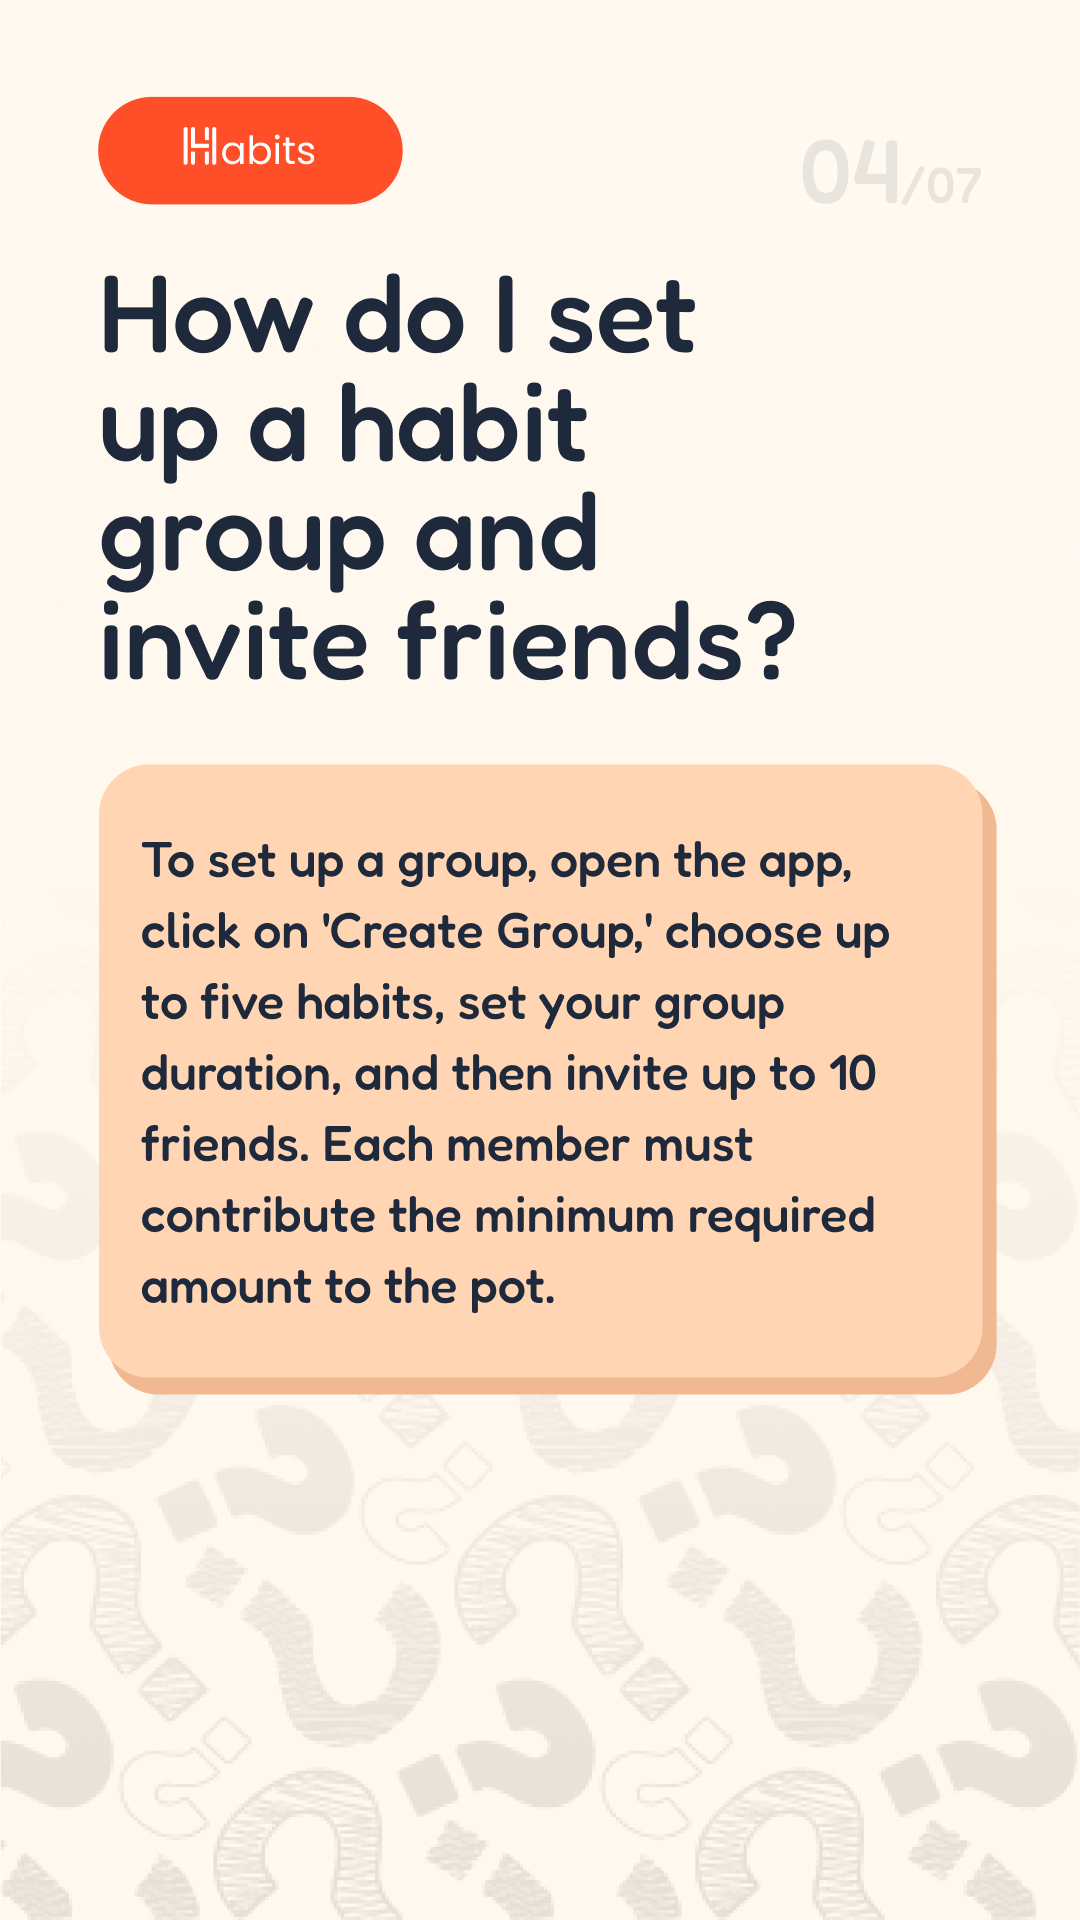 Habits
04/07
How do I set
up a habit
group and
invite friends?
To set up a group, open the app,
click on 'Create Group,' choose up
to five habits, set your group
duration, and then invite up to 10
friends. Each member must
contribute the minimum required
amount to the pot.